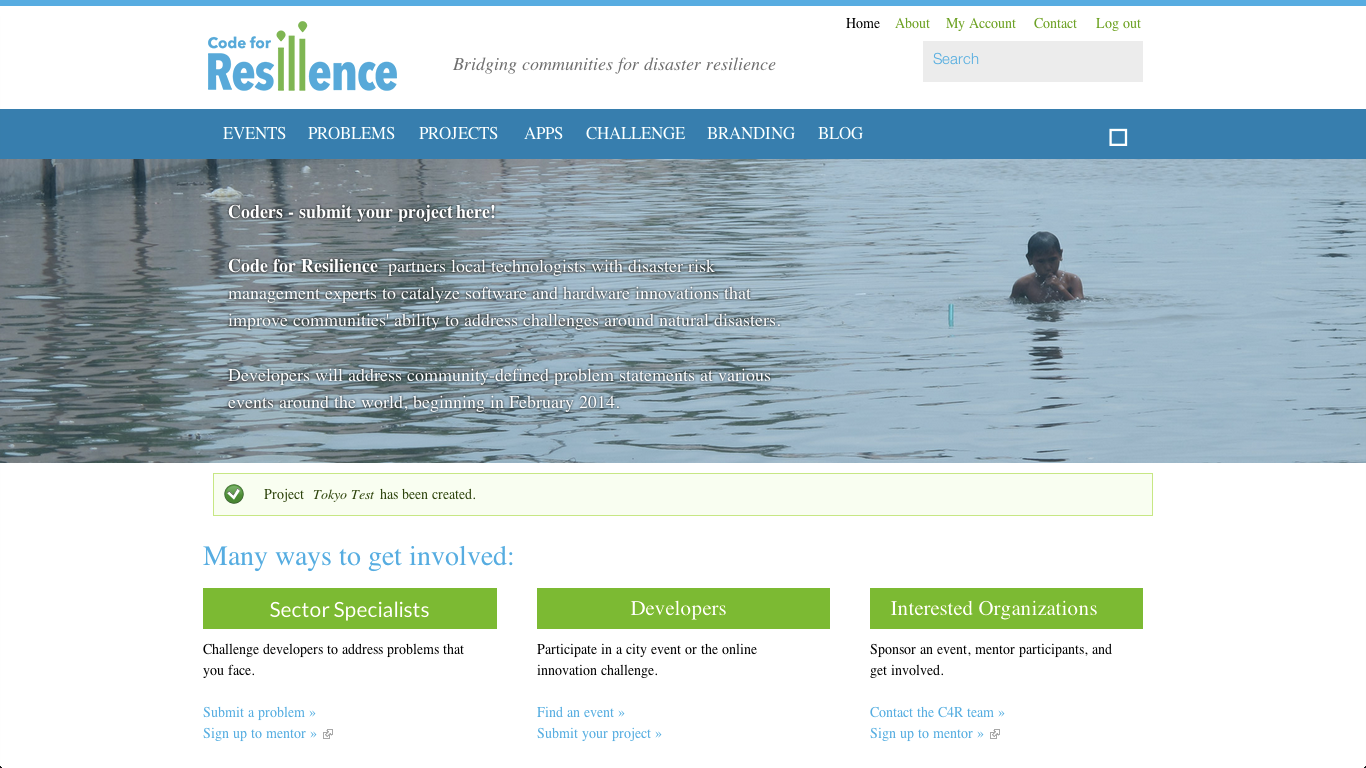 Home About My Account Contact Log out
Code for
Resilience
Bridging communities for disaster resilience
Search
EVENTS PROBLEMS PROJECTS APPS CHALLENGE BRANDING BLOG
Coders - submit your project here!
Code for Resilience partners local technologists with disaster risk
management experts to catalyze software and hardware innovations that
improve communities' ability to address challenges around natural disasters.
Developers will address community-defined problem statements at various
events around the world, beginning in February 2014.
Project Tokyo Test has been created.
Many ways to get involved:
Sector Specialists
Challenge developers to address problems that
you face.
Submit a problem »
Sign up to mentor »
Developers
Participate in a city event or the online
innovation challenge.
Find an event »
Submit your project »
Interested Organizations
Sponsor an event, mentor participants, and
get involved.
Contact the C4R team »
Sign up to mentor »